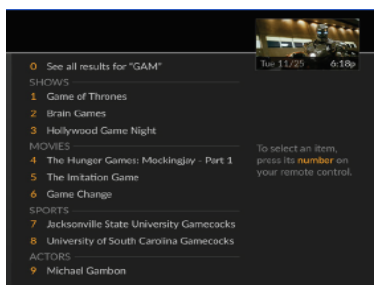 Tue 11/25 6:18p
0 See all results for "GAM"
SHOWS
1 Game of Thrones
2 Brain Games
3 Hollywood Game Night
MOVIES
4 The Hunger Games: Mockingjay - Part 1
5 The Imitation Game
6 Game Change
SPORTS
7 Jacksonville State University Gamecocks
8 University of South Carolina Gamecocks
ACTORS
9 Michael Gambon
To select an item,
press its number on
your remote control.